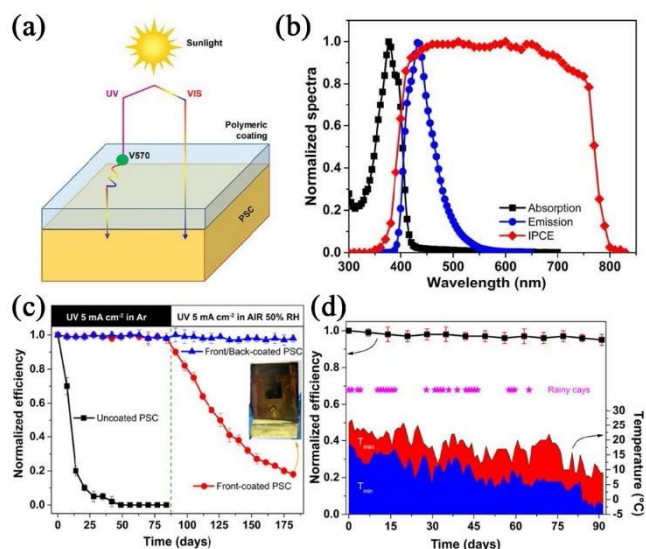 (a)
Sunlight
UV
VIS
Polymeric
coating
V570
PSC
(b)
Normalized spectra
1.0
0.8
0.6
0.4
0.2
0.0
300 400 500 600 700 800
Wavelength (nm)
Absorption
Emission
IPCE
(c)
UV 5 mA cm⁻² in Ar
UV 5 mW cm⁻² in AIR 50% RH
Front/Back-coated PSC
Uncoated PSC
Front-coated PSC
Normalized efficiency
1.0
0.8
0.6
0.4
0.2
0.0
0 25 50 75 100 125 150 175
Time (days)
(d)
Normalized efficiency
1.0
0.8
0.6
0.4
0.2
0.0
Rainy cays
Tmax
Tmin
30
25
20
15
10
5
0
-5
Temperature (°C)
0 15 30 45 60 75 90
Time (days)